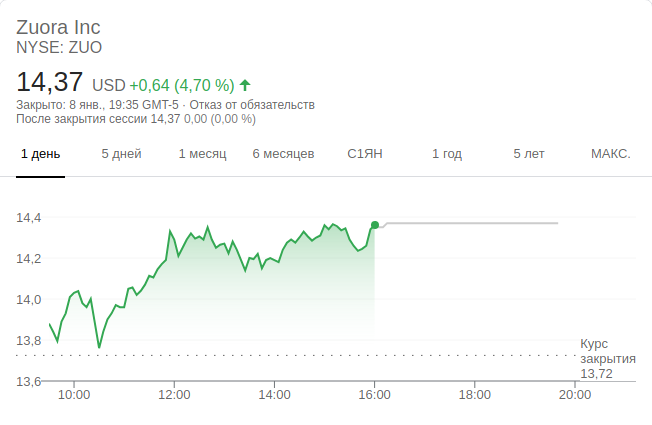 Zuora Inc
NYSE: ZUO
14,37 USD +0,64 (4,70 %)
Закрыто: 8 янв., 19:35 GMT-5 · Отказ от обязательств
После закрытия сессии 14,37 0,00 (0,00 %)
1 день 5 дней 1 месяц 6 месяцев С1ЯН 1 год 5 лет МАКС.
14,4
14,2
14,0
13,8
Курс
закрытия
13,72
13,6
10:00 12:00 14:00 16:00 18:00 20:00